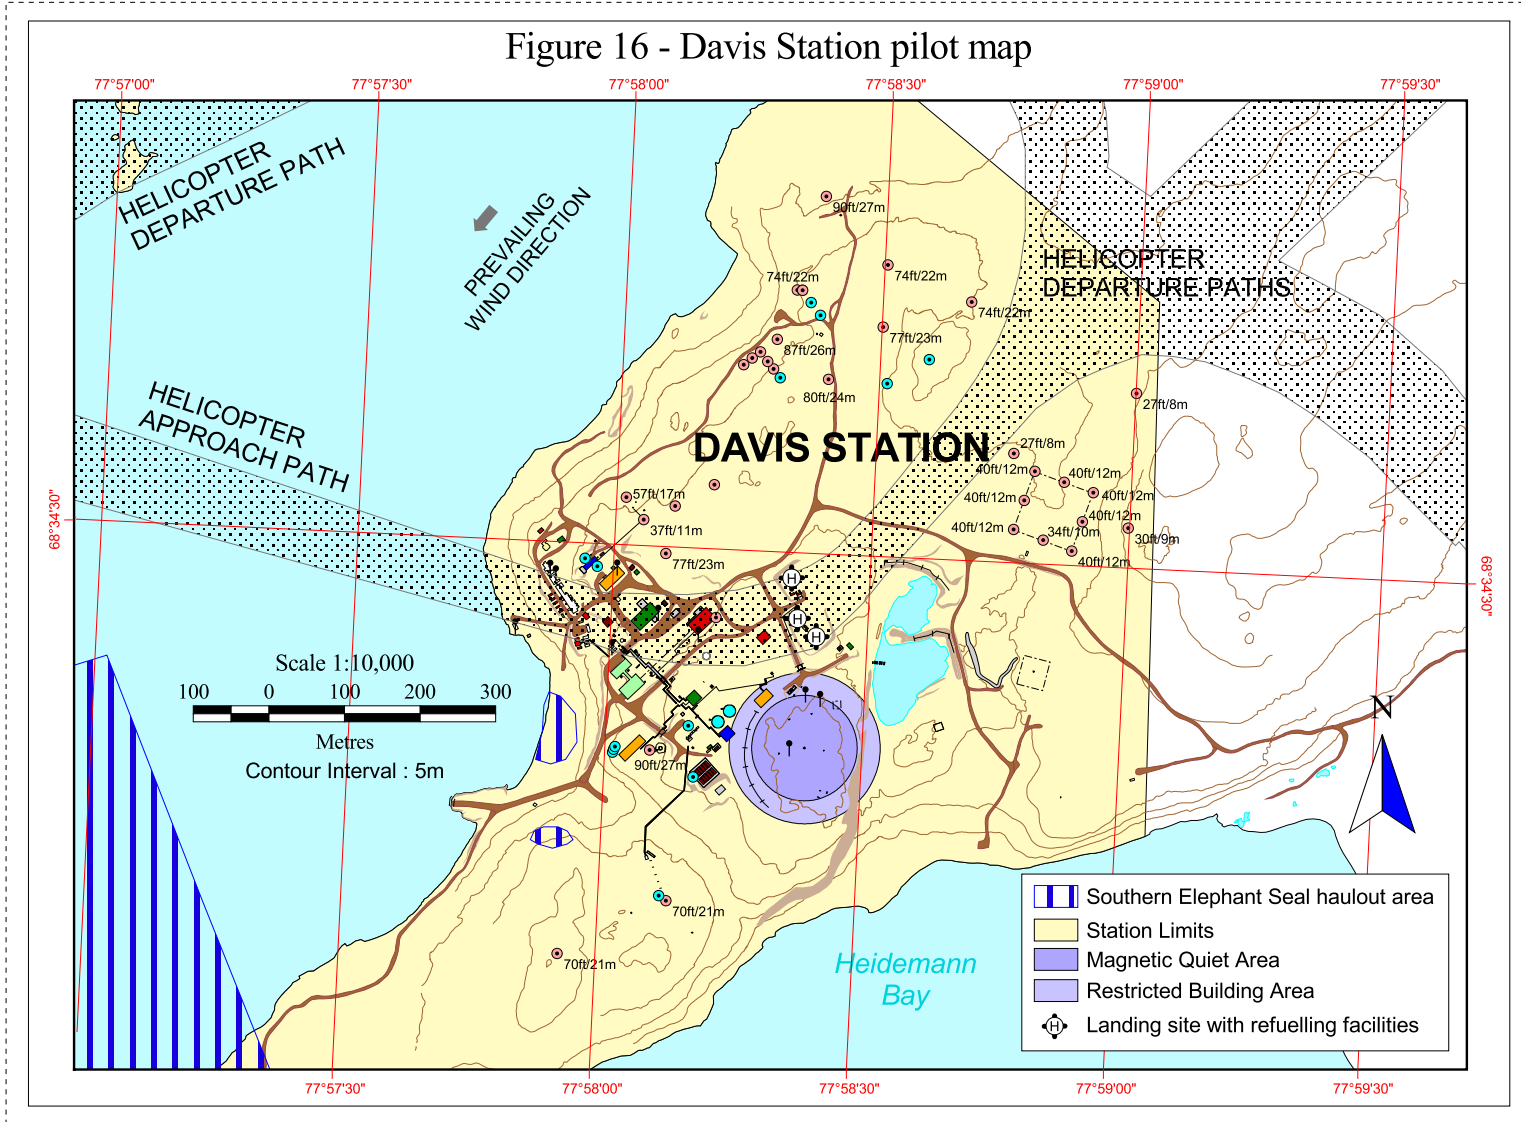 Figure 16 - Davis Station pilot map
77°57'00"
77°57'30"
77°58'00"
77°58'30"
77°59'00"
77°59'30"
HELICOPTER
DEPARTURE PATH
PREVAILING
WIND DIRECTION
90ft/27m
HELICOPTER
DEPARTURE PATHS
74ft/22m
74ft/22m
74ft/22m
77ft/23m
87ft/26m
80ft/24m
27ft/8m
HELICOPTER
APPROACH PATH
DAVIS STATION
27ft/8m
40ft/12m
40ft/12m
40ft/12m
40ft/12m
40ft/12m
40ft/12m
34ft/10m
30ft/9m
40ft/12m
57ft/17m
37ft/11m
77ft/23m
68°34'30"
68°34'30"
H
H
H
Scale 1:10,000
100 0 100 200 300
Metres
Contour Interval : 5m
90ft/27m
N
70ft/21m
70ft/21m
Heidemann
Bay
Southern Elephant Seal haulout area
Station Limits
Magnetic Quiet Area
Restricted Building Area
H Landing site with refuelling facilities
77°57'30"
77°58'00"
77°58'30"
77°59'00"
77°59'30"